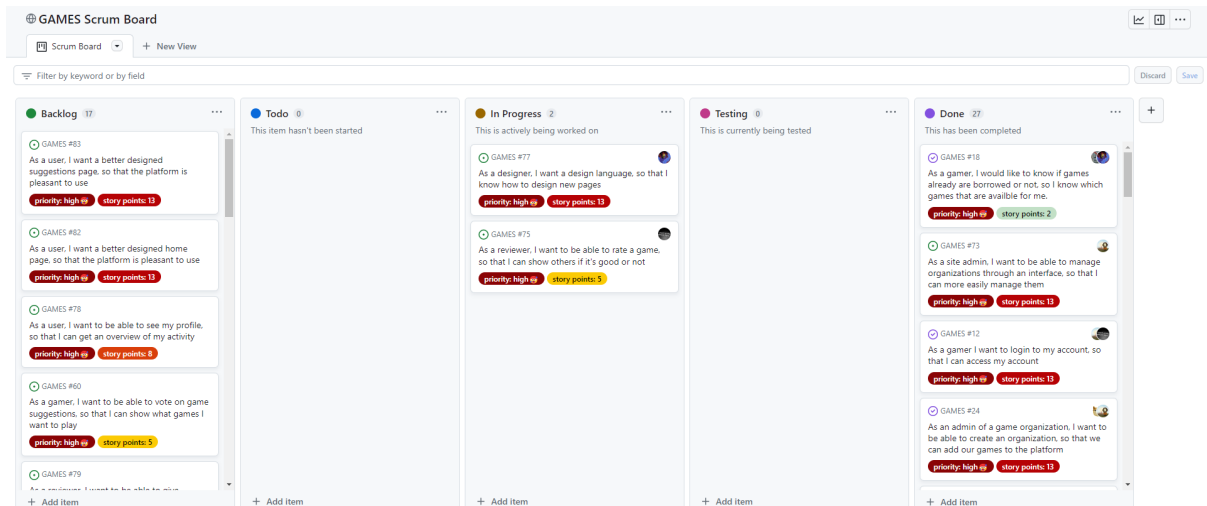 GAMES Scrum Board
Scrum Board
+ New View
Filter by keyword or by field
Discard
Save
Backlog 17
GAMES #83
As a user, I want a better designed
suggestions page, so that the platform is
pleasant to use
priority: high
story points: 13
GAMES #82
As a user, I want a better designed home
page, so that the platform is pleasant to use
priority: high
story points: 13
GAMES #78
As a user, I want to be able to see my profile,
so that I can get an overview of my activity
priority: high
story points: 8
GAMES #60
As a gamer, I want to be able to vote on game
suggestions, so that I can show what games I
want to play
priority: high
story points: 5
GAMES #79
As a reviewer, I want to be able to give
+ Add item
Todo 0
This item hasn't been started
+ Add item
In Progress 2
This is actively being worked on
GAMES #77
As a designer, I want a design language, so that I
know how to design new pages
priority: high
story points: 13
GAMES #75
As a reviewer, I want to be able to rate a game,
so that I can show others if it's good or not
priority: high
story points: 5
+ Add item
Testing 0
This is currently being tested
+ Add item
Done 27
This has been completed
GAMES #18
As a gamer, I would like to know if games
already are borrowed or not, so I know which
games that are availble for me.
priority: high
story points: 2
GAMES #73
As a site admin, I want to be able to manage
organizations through an interface, so that I
can more easily manage them
priority: high
story points: 13
GAMES #12
As a gamer I want to login to my account, so
that I can access my account
priority: high
story points: 13
GAMES #24
As an admin of a game organization, I want to
be able to create an organization, so that we
can add our games to the platform
priority: high
story points: 13
+ Add item